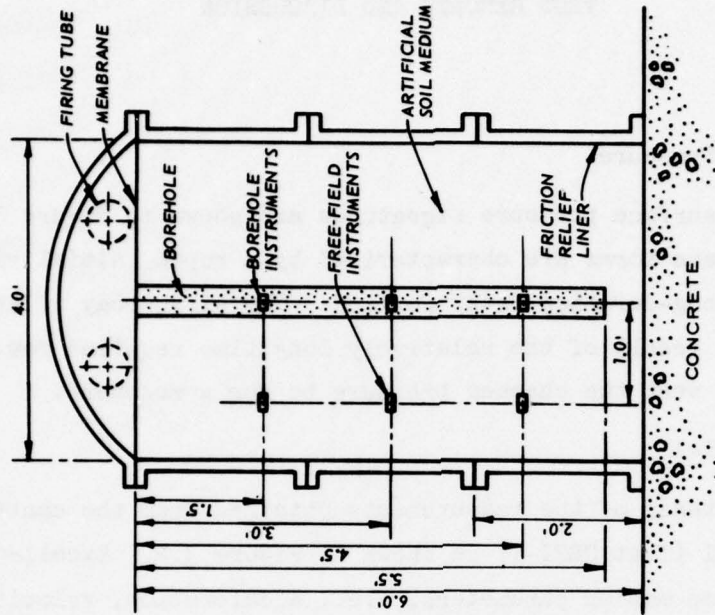 4.0'
FIRING TUBE
MEMBRANE
BOREHOLE
BOREHOLE
INSTRUMENTS
FREE-FIELD
INSTRUMENTS
ARTIFICIAL
SOIL MEDIUM
FRICTION
RELIEF
INER
1.0'
1.5'
3.0'
4.5'
5.5'
6.0'
2.0'
CONCRETE